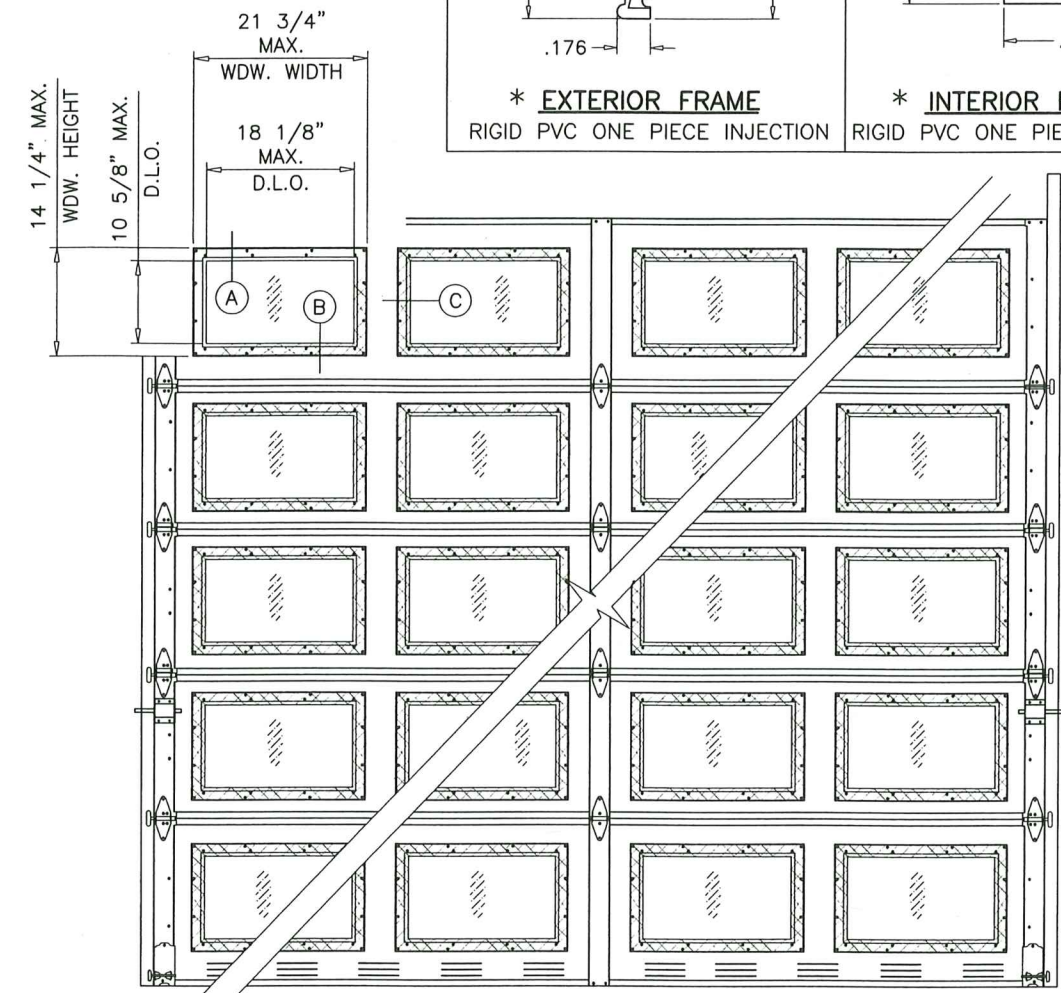 21 3/4"
MAX.
WDW. WIDTH
18 1/8"
MAX.
D.L.O.
14 1/4" MAX.
WDW. HEIGHT
10 5/8" MAX.
D.L.O.
.176
* EXTERIOR FRAME
RIGID PVC ONE PIECE INJECTION
* INTERIOR
RIGID PVC ONE
A
B
C